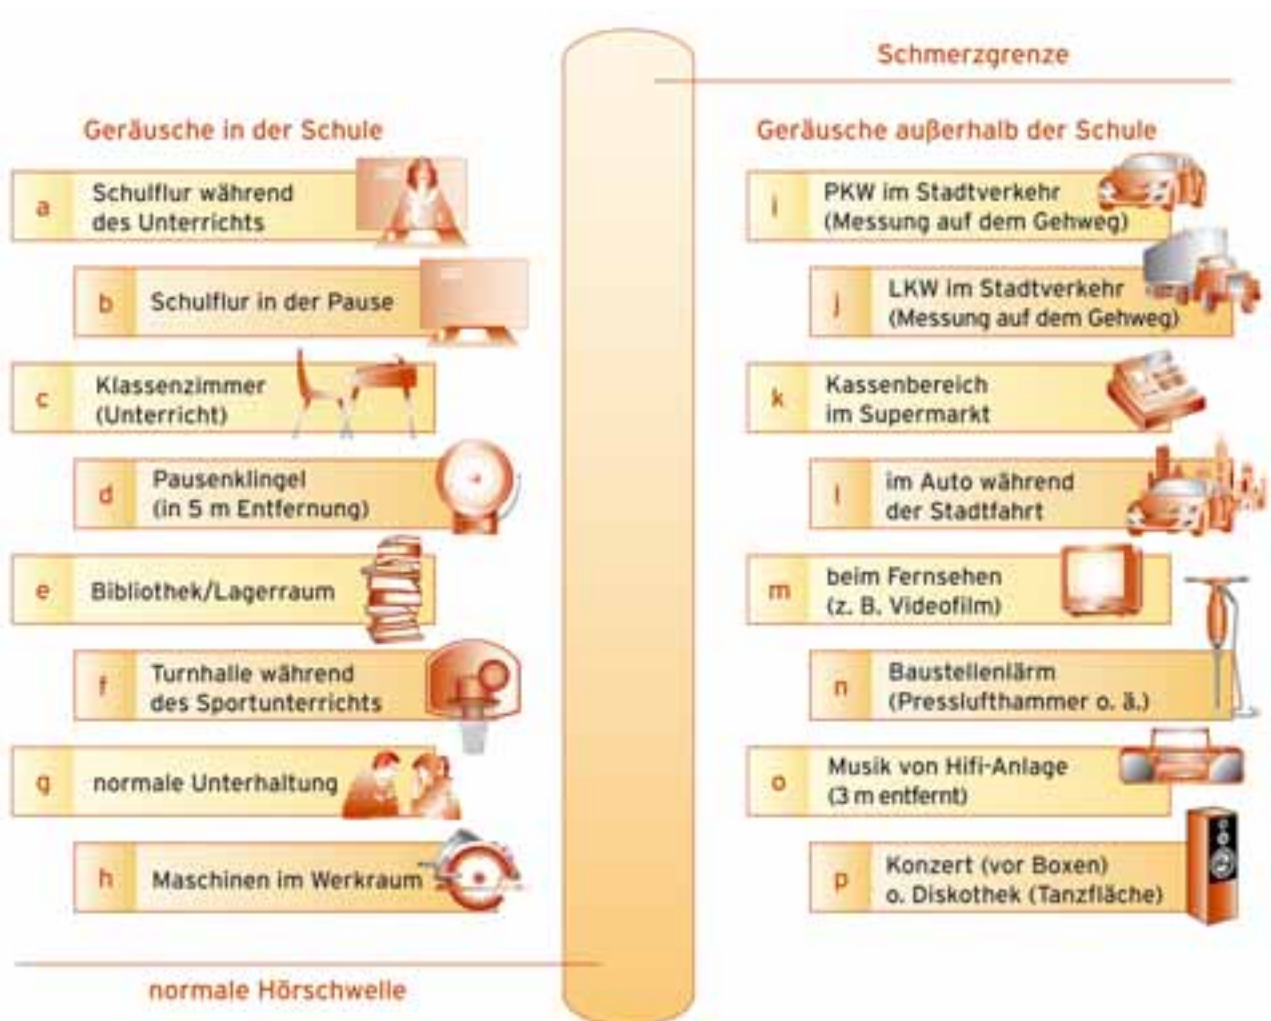 Schmerzgrenze
Geräusche in der Schule
a
Schulflur während
des Unterrichts
b
Schulflur in der Pause
c
Klassenzimmer
(Unterricht)
d
Pausenklingel
(in 5 m Entfernung)
e
Bibliothek/Lagerraum
f
Turnhalle während
des Sportunterrichts
g
normale Unterhaltung
h
Maschinen im Werkraum
normale Hörschwelle
Geräusche außerhalb der Schule
i
PKW im Stadtverkehr
(Messung auf dem Gehweg)
j
LKW im Stadtverkehr
(Messung auf dem Gehweg)
k
Kassenbereich
im Supermarkt
l
im Auto während
der Stadtfahrt
m
beim Fernsehen
(z. B. Videofilm)
n
Baustellenlärm
(Presslufthammer o. ä.)
o
Musik von Hifi-Anlage
(3 m entfernt)
p
Konzert (vor Boxen)
o. Diskothek (Tanzfläche)